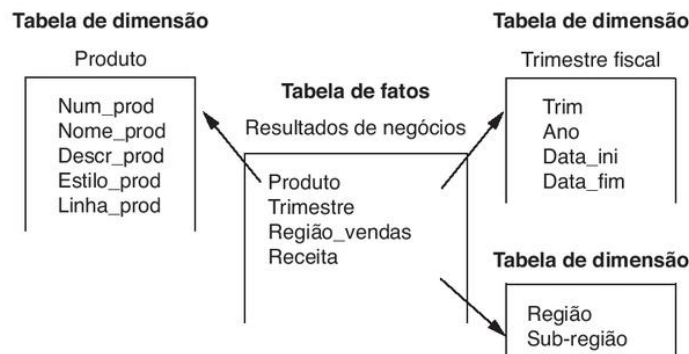 Tabela de dimensão
Produto
Num_prod
Nome_prod
Descr_prod
Estilo_prod
Linha_prod
Tabela de fatos
Resultados de negócios
Produto
Trimestre
Região_vendas
Receita
Tabela de dimensão
Trimestre fiscal
Trim
Ano
Data_ini
Data_fim
Tabela de dimensão
Região
Sub-região